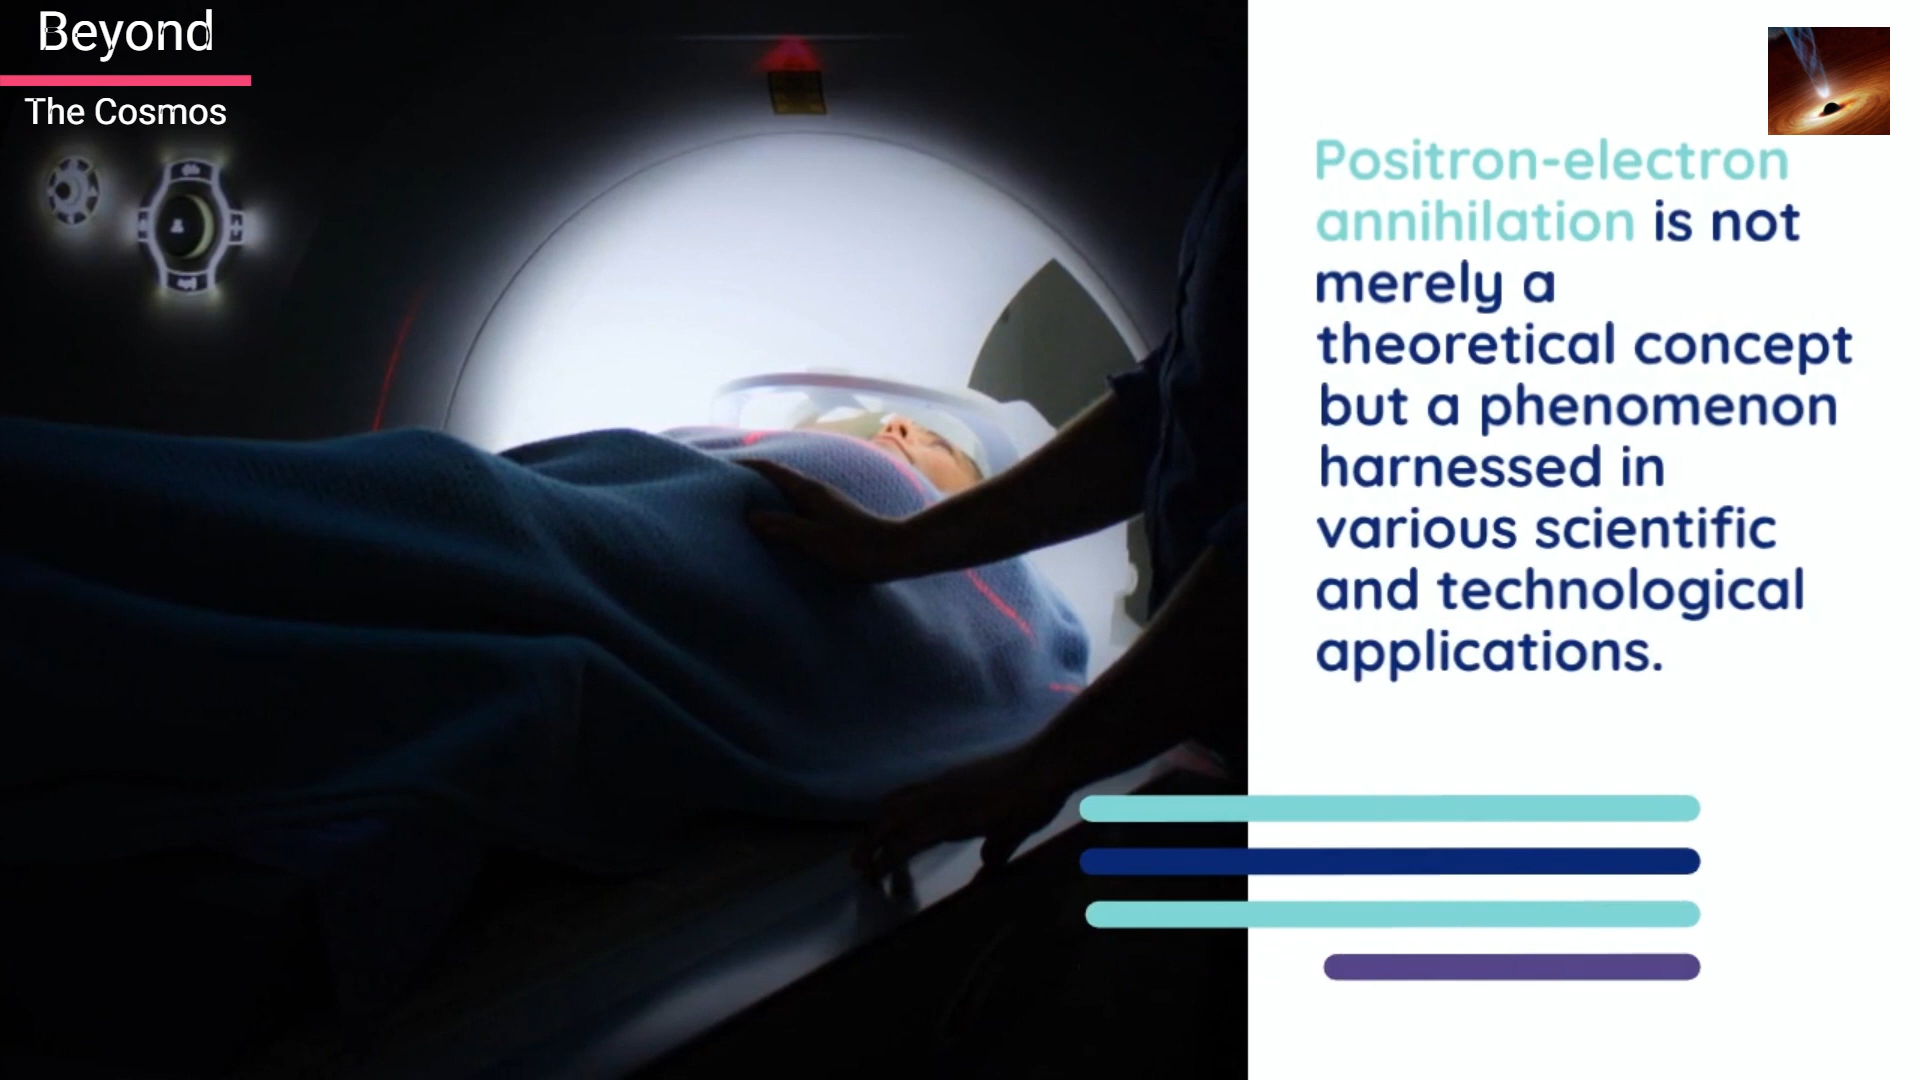 Beyond
The Cosmos
Positron-electron
annihilation is not
merely a
theoretical concept
but a phenomenon
harnessed in
various scientific
and technological
applications.